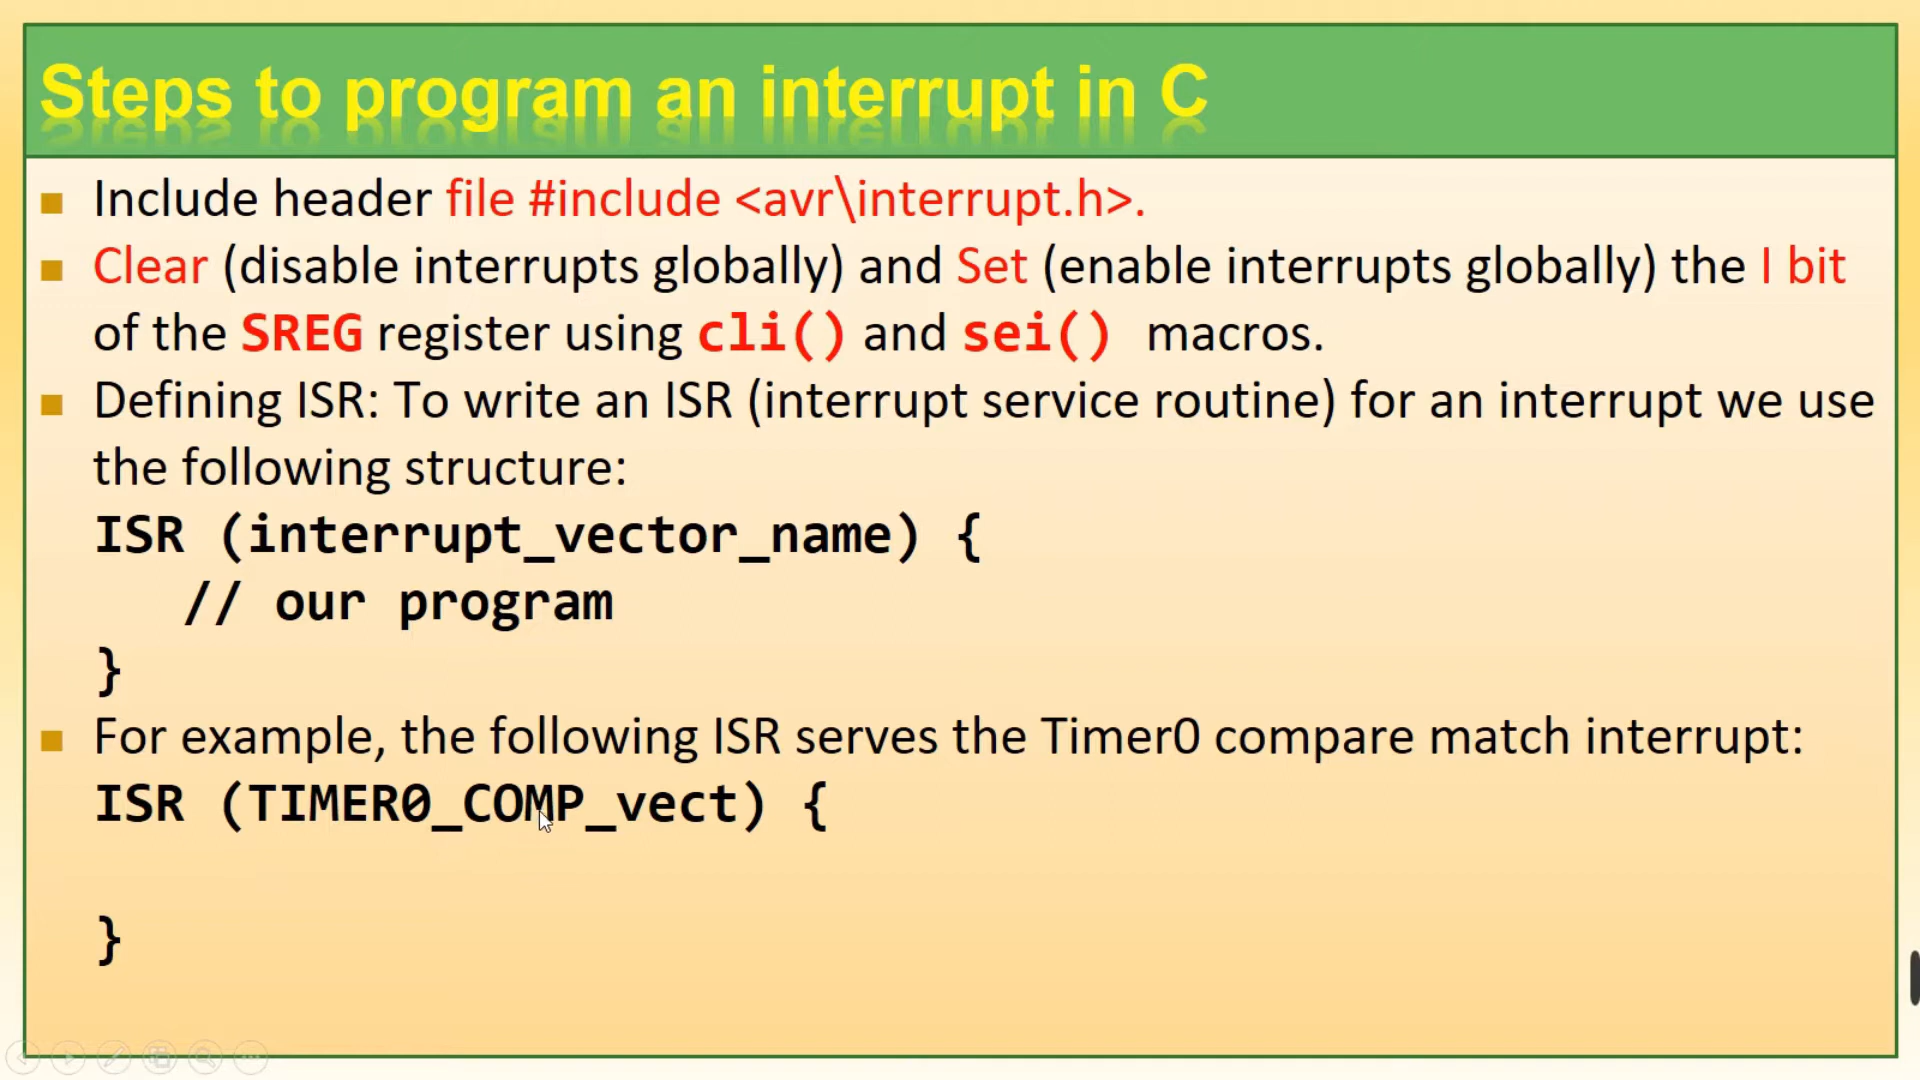 Steps to program an interrupt in C
Include header file #include <avr\interrupt.h>.
Clear (disable interrupts globally) and Set (enable interrupts globally) the I bit
of the SREG register using cli() and sei() macros.
Defining ISR: To write an ISR (interrupt service routine) for an interrupt we use
the following structure:
ISR (interrupt_vector_name) {
// our program
}
For example, the following ISR serves the Timer0 compare match interrupt:
ISR (TIMER0_COMP_vect) {
}